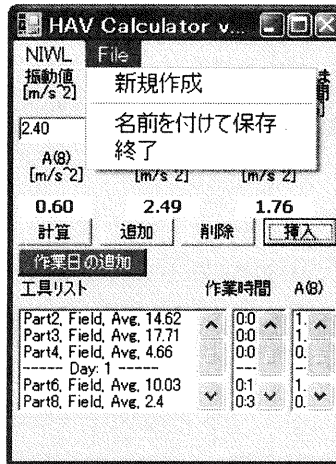 HAV Calculator v...
NIWL File
振動値
[m/s^2]
新規作成
名前を付けて保存
終了
2.40
A(8)
[m/s^2] [m/s^2] [m/s^2]
0.60 2.49 1.76
計算 追加 削除 挿入
作業日の追加
工具リスト 作業時間 A(8)
Part2, Field, Avg, 14.62 0:0 1.
Part3, Field, Avg, 17.71 0:0 1.
Part4, Field, Avg, 4.66 0:0 0.
------ Day: 1 ------ --- --
Part6, Field, Avg, 10.03 0:1 1.
Part8, Field, Avg, 2.4 0:3 0.